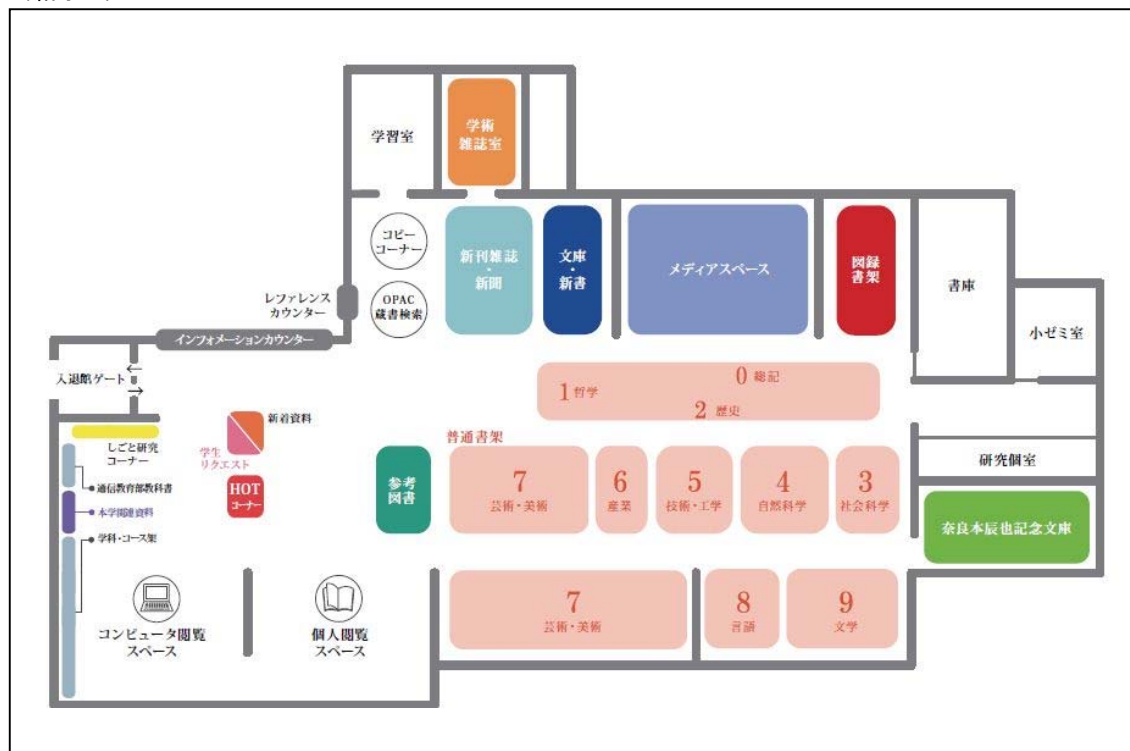 学習室
学術
雑誌室
コピー
コーナー
新刊雑誌
・
新聞
文庫
・
新書
メディアスペース
図録
書架
書庫
レファレンス
カウンター
OPAC
蔵書検索
小ゼミ室
インフォメーションカウンター
入退館ゲート
0 総記
1 哲学
2 歴史
新着資料
学生
リクエスト
しごと研究
コーナー
普通書架
HOT
コーナー
参考
図書
7
芸術・美術
6
産業
5
技術・工学
4
自然科学
3
社会科学
研究個室
通信教育部教科書
本学関連資料
学科・コース架
奈良本辰也記念文庫
コンピュータ閲覧
スペース
個人閲覧
スペース
7
芸術・美術
8
言語
9
文学